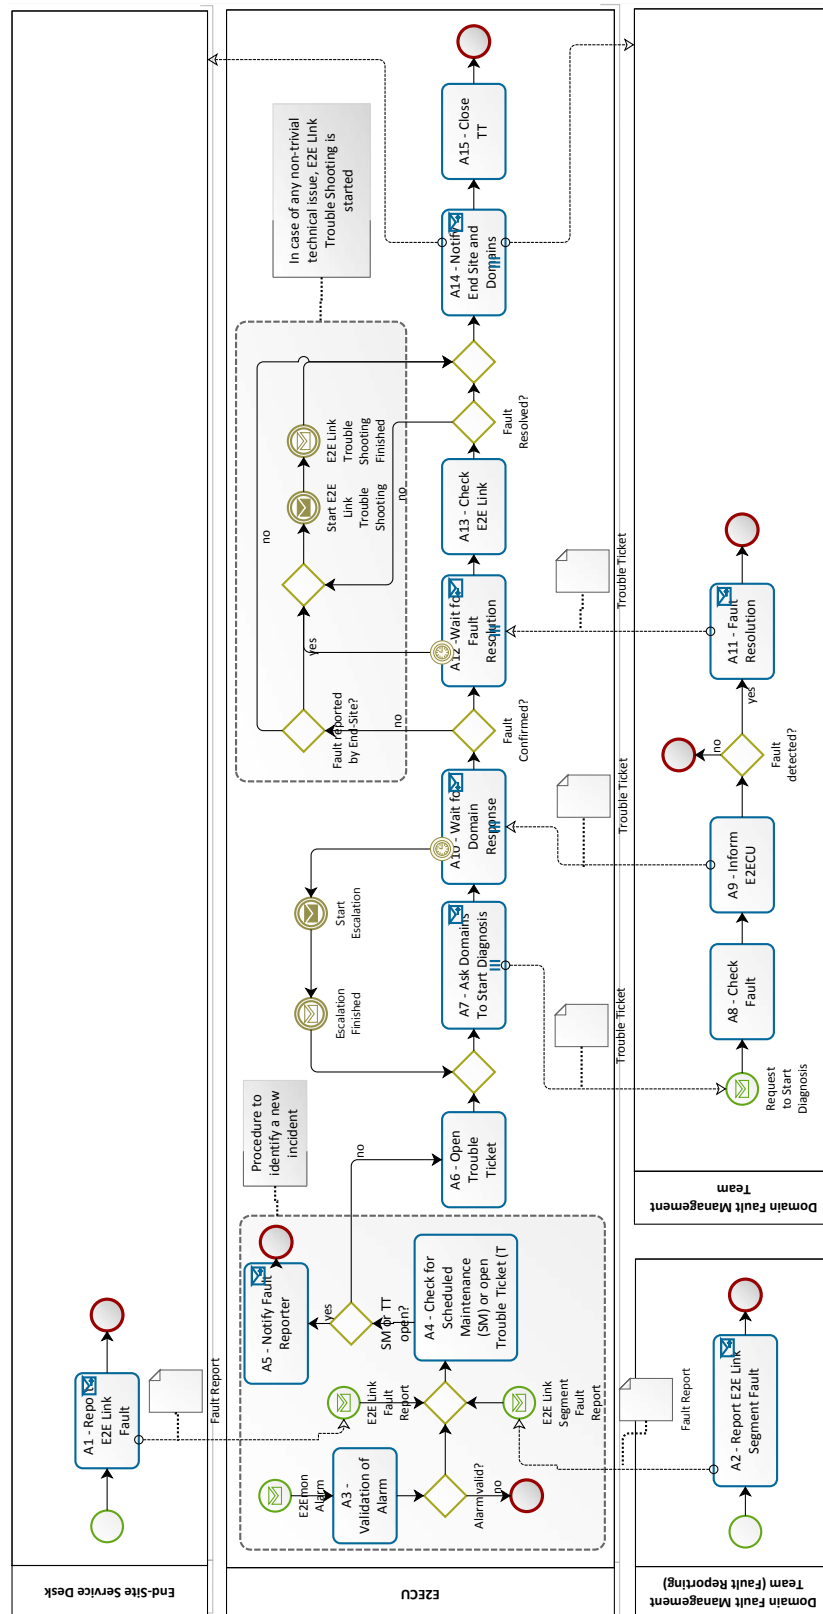 End-Site Service Desk
A1 - Repo
E2E Link
Fault
Fault Report
E2ECU
E2Emon
Alarm
A3 -
Validation of
Alarm
Alarm valid?
no
E2E Link
Fault
Report
E2E Link
Segment
Fault
Report
A4 - Check for
Scheduled
Maintenance
(SM) or open
Trouble Ticket (T
SM or TT
open?
yes
no
A5 - Notify Fault
Reporter
Procedure to
identify a new
incident
A6 - Open
Trouble
Ticket
A7 - Ask Domains
To Start Diagnosis
Start
Escalation
Escalation
Finished
A10 - Wait for
Domain
Response
Fault
Confirmed?
no
Fault reported
by End-Site?
yes
no
A12 -Wait for
Fault
Resolution
A13 - Check
E2E Link
Fault
Resolved?
no
Start E2E
Link
Trouble
Shooting
E2E Link
Trouble
Shooting
Finished
In case of any non-trivial
technical issue, E2E LInk
Trouble Shooting is
started
A14 - Notify
End Site and
Domains
A15 - Close
TT
Domain Fault Management
Team (Fault Reporting)
A2 - Report E2E Link
Segment Fault
Fault Report
Domain Fault Management
Team
Request
to Start
Diagnosis
Trouble Ticket
A8 - Check
Fault
A9 - Inform
E2ECU
Trouble Ticket
Fault
detected?
no
yes
A11 - Fault
Resolution
Trouble Ticket